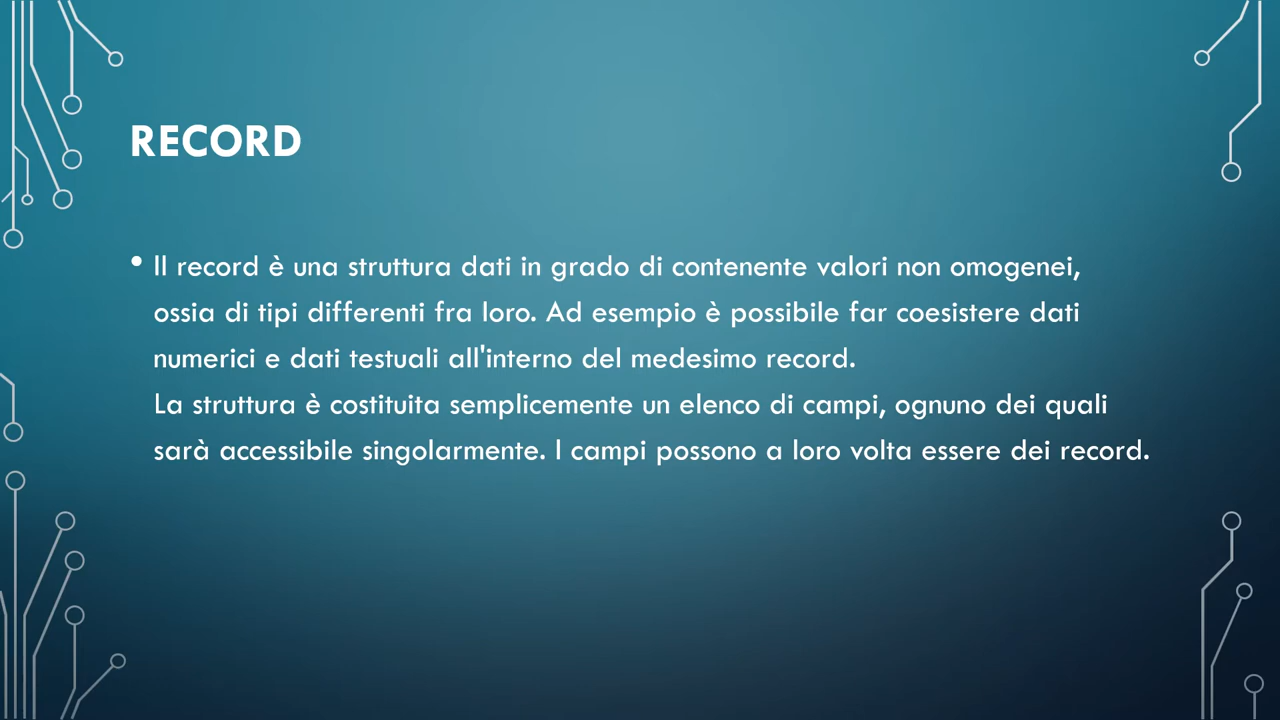 RECORD
• Il record è una struttura dati in grado di contenente valori non omogenei,
ossia di tipi differenti fra loro. Ad esempio è possibile far coesistere dati
numerici e dati testuali all'interno del medesimo record.
La struttura è costituita semplicemente un elenco di campi, ognuno dei quali
sarà accessibile singolarmente. I campi possono a loro volta essere dei record.